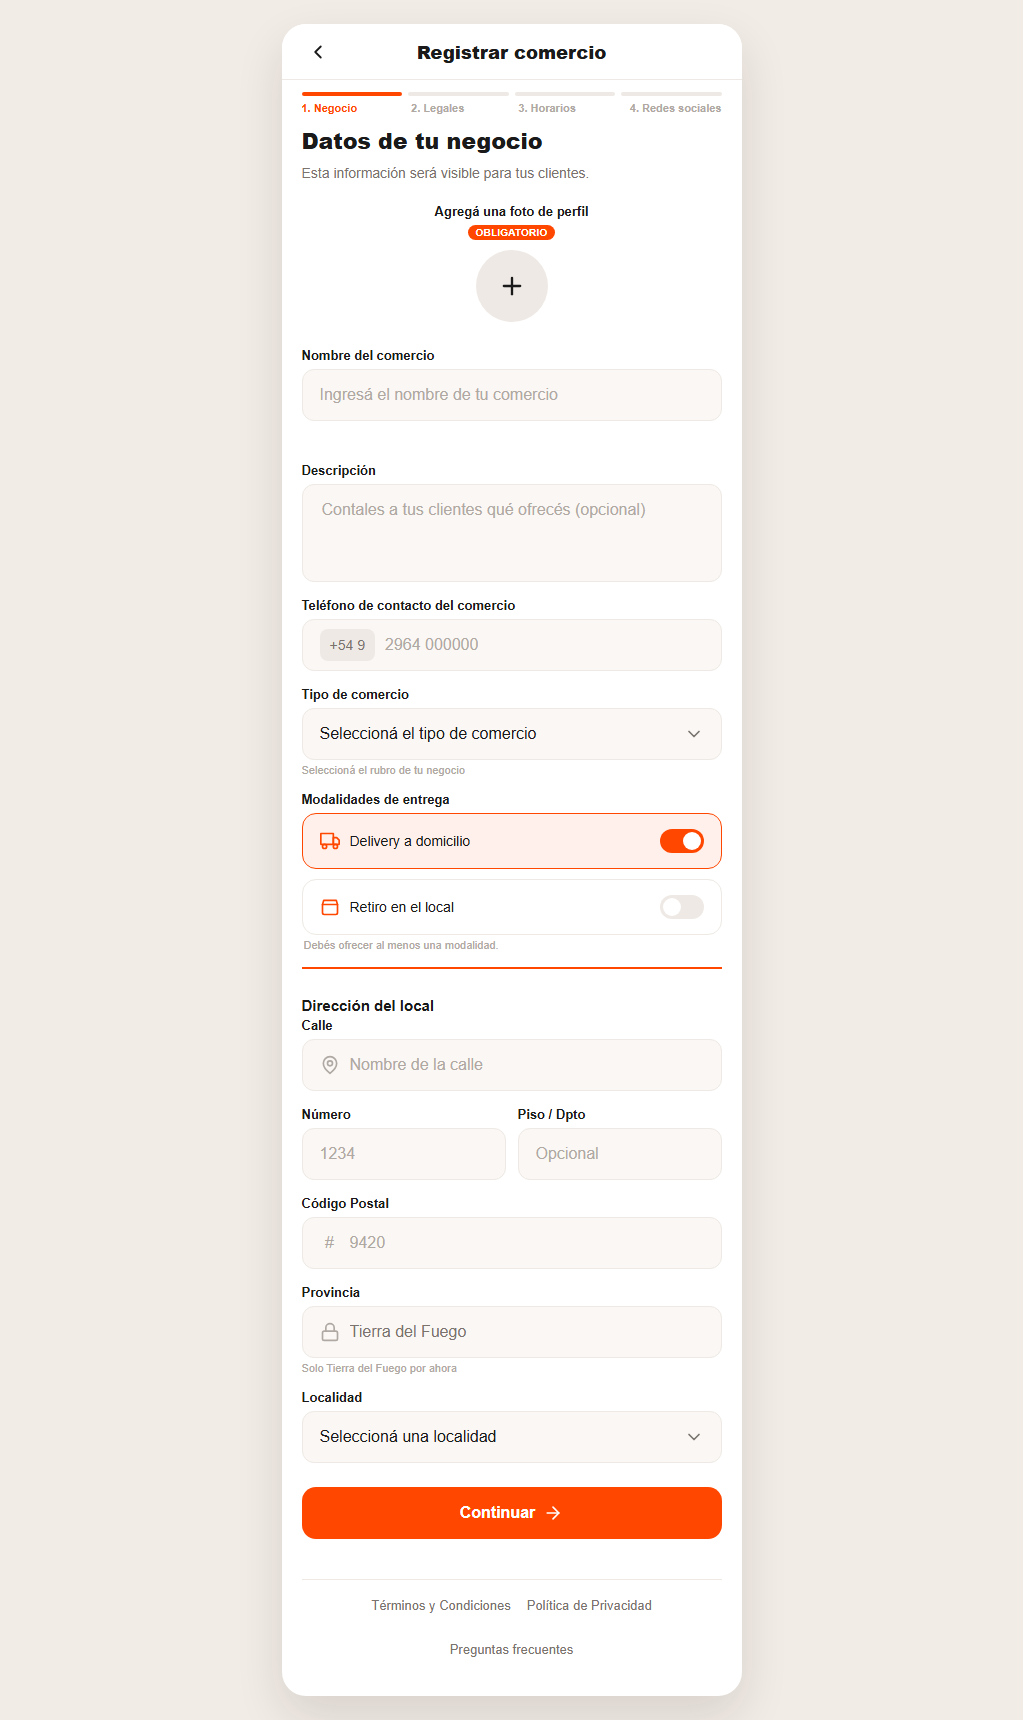 Registrar comercio
1. Negocio
2. Legales
3. Horarios
4. Redes sociales
Datos de tu negocio
Esta información será visible para tus clientes.
Agregá una foto de perfil
OBLIGATORIO
Nombre del comercio
Ingresá el nombre de tu comercio
Descripción
Contales a tus clientes qué ofrecés (opcional)
Teléfono de contacto del comercio
+54 9 2964 000000
Tipo de comercio
Seleccioná el tipo de comercio
Seleccioná el rubro de tu negocio
Modalidades de entrega
Delivery a domicilio
Retiro en el local
Debés ofrecer al menos una modalidad.
Dirección del local
Calle
Nombre de la calle
Número
Piso / Dpto
1234
Opcional
Código Postal
# 9420
Provincia
Tierra del Fuego
Solo Tierra del Fuego por ahora
Localidad
Seleccioná una localidad
Continuar
Términos y Condiciones
Política de Privacidad
Preguntas frecuentes